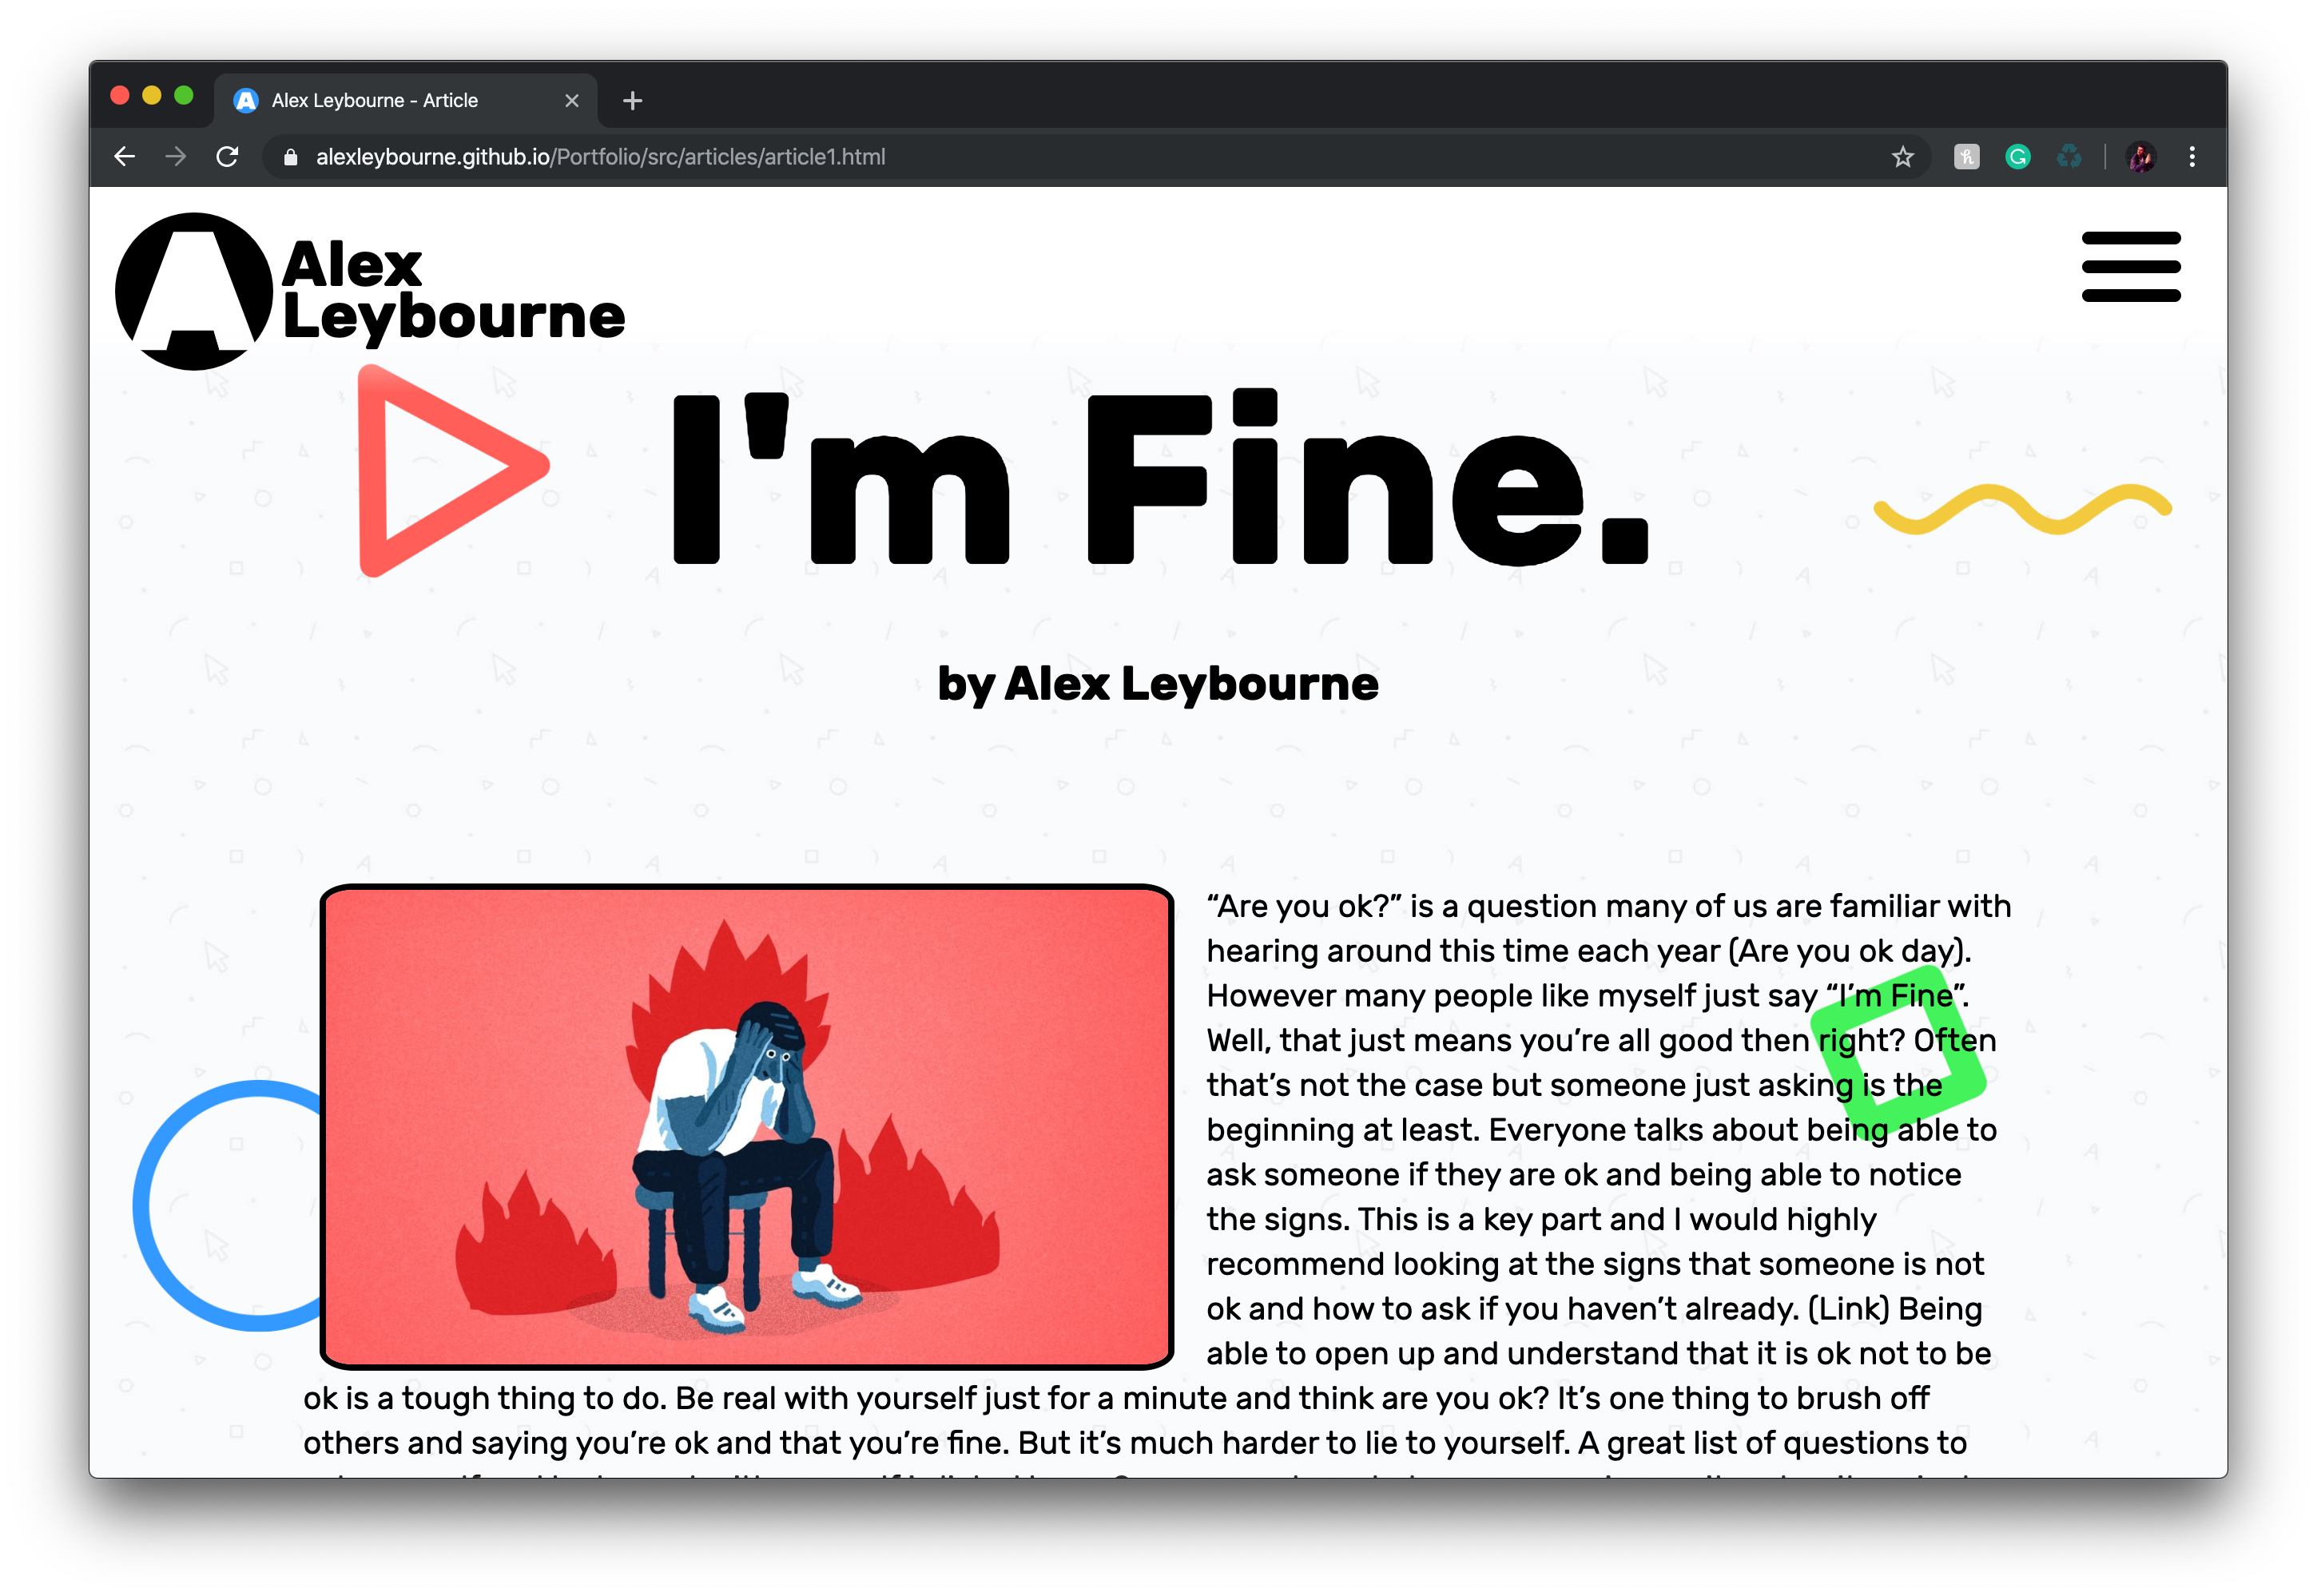 Alex Leybourne - Article
alexleybourne.github.io/Portfolio/src/articles/article1.html
Alex
Leybourne
I'm Fine.
by Alex Leybourne
“Are you ok?” is a question many of us are familiar with
hearing around this time each year (Are you ok day).
However many people like myself just say “I’m Fine”.
Well, that just means you’re all good then right? Often
that’s not the case but someone just asking is the
beginning at least. Everyone talks about being able to
ask someone if they are ok and being able to notice
the signs. This is a key part and I would highly
recommend looking at the signs that someone is not
ok and how to ask if you haven’t already. (Link) Being
able to open up and understand that it is ok not to be
ok is a tough thing to do. Be real with yourself just for a minute and think are you ok? It’s one thing to brush off
others and saying you’re ok and that you’re fine. But it’s much harder to lie to yourself. A great list of questions to